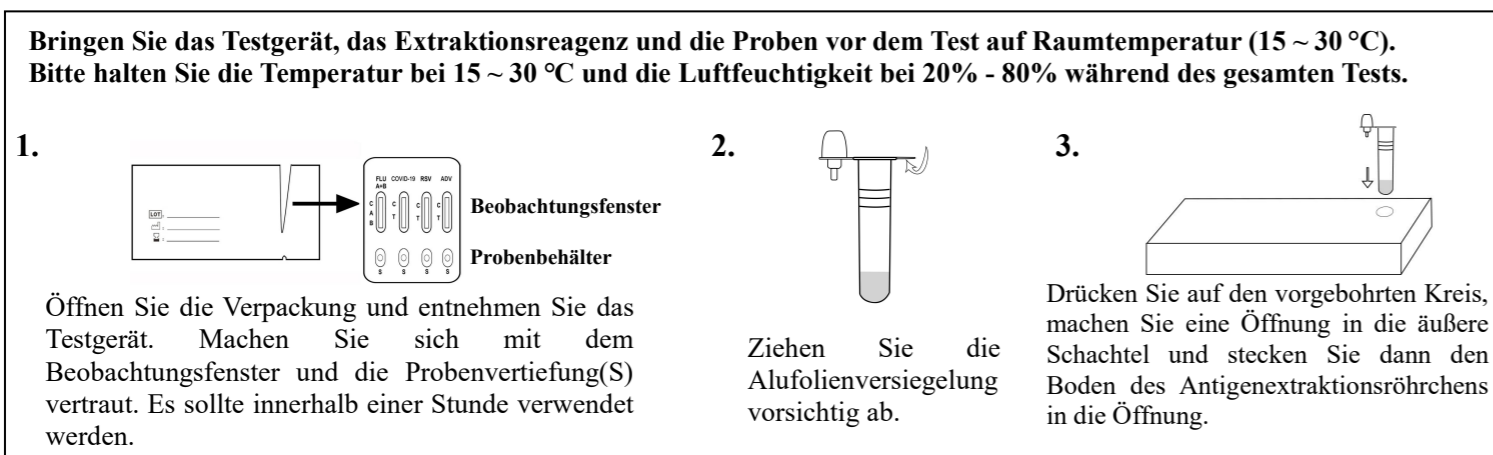 Bringen Sie das Testgerät, das Extraktionsreagenz und die Proben vor dem Test auf Raumtemperatur (15 ~ 30 °C).
Bitte halten Sie die Temperatur bei 15 ~ 30 °C und die Luftfeuchtigkeit bei 20% - 80% während des gesamten Tests.
1.
LOT:
FLU COVID-19 RSV ADV
A+B
C C C C
A T T T
B
S S S S
Beobachtungsfenster
Probenbehälter
Öffnen Sie die Verpackung und entnehmen Sie das
Testgerät. Machen Sie sich mit dem
Beobachtungsfenster und die Probenvertiefung(S)
vertraut. Es sollte innerhalb einer Stunde verwendet
werden.
2.
Ziehen Sie die
Alufolienversiegelung
vorsichtig ab.
3.
Drücken Sie auf den vorgebohrten Kreis,
machen Sie eine Öffnung in die äußere
Schachtel und stecken Sie dann den
Boden des Antigenextraktionsröhrchens
in die Öffnung.